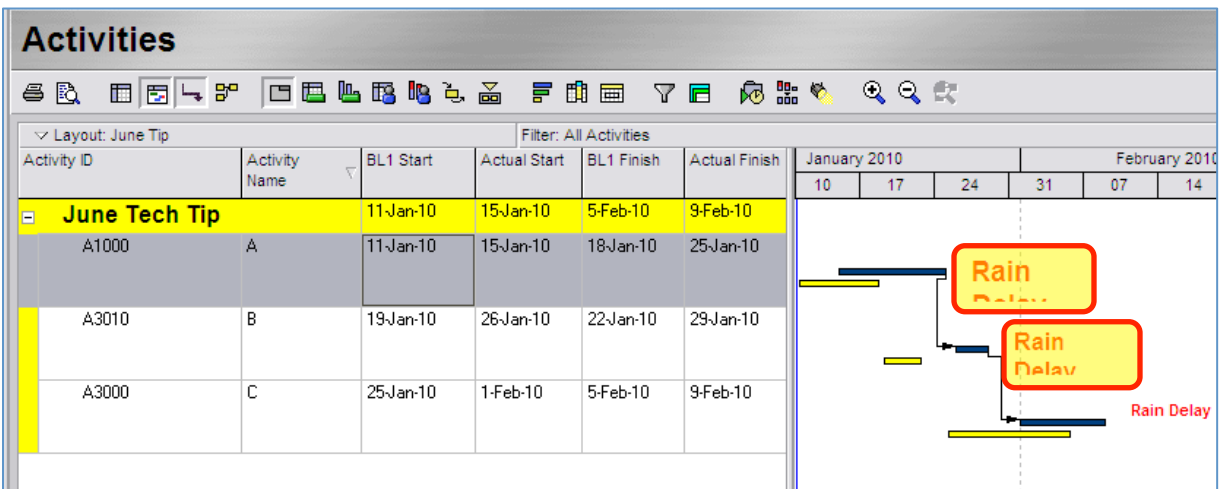 Activities
Layout: June Tip Filter: All Activities
Activity ID Activity Name BL1 Start Actual Start BL1 Finish Actual Finish January 2010 February 2010
10 17 24 31 07 14
June Tech Tip 11-Jan-10 15-Jan-10 5-Feb-10 9-Feb-10
A1000 A 11-Jan-10 15-Jan-10 18-Jan-10 25-Jan-10
Rain
Delay
A3010 B 19-Jan-10 26-Jan-10 22-Jan-10 29-Jan-10
Rain
Delay
A3000 C 25-Jan-10 1-Feb-10 5-Feb-10 9-Feb-10
Rain Delay